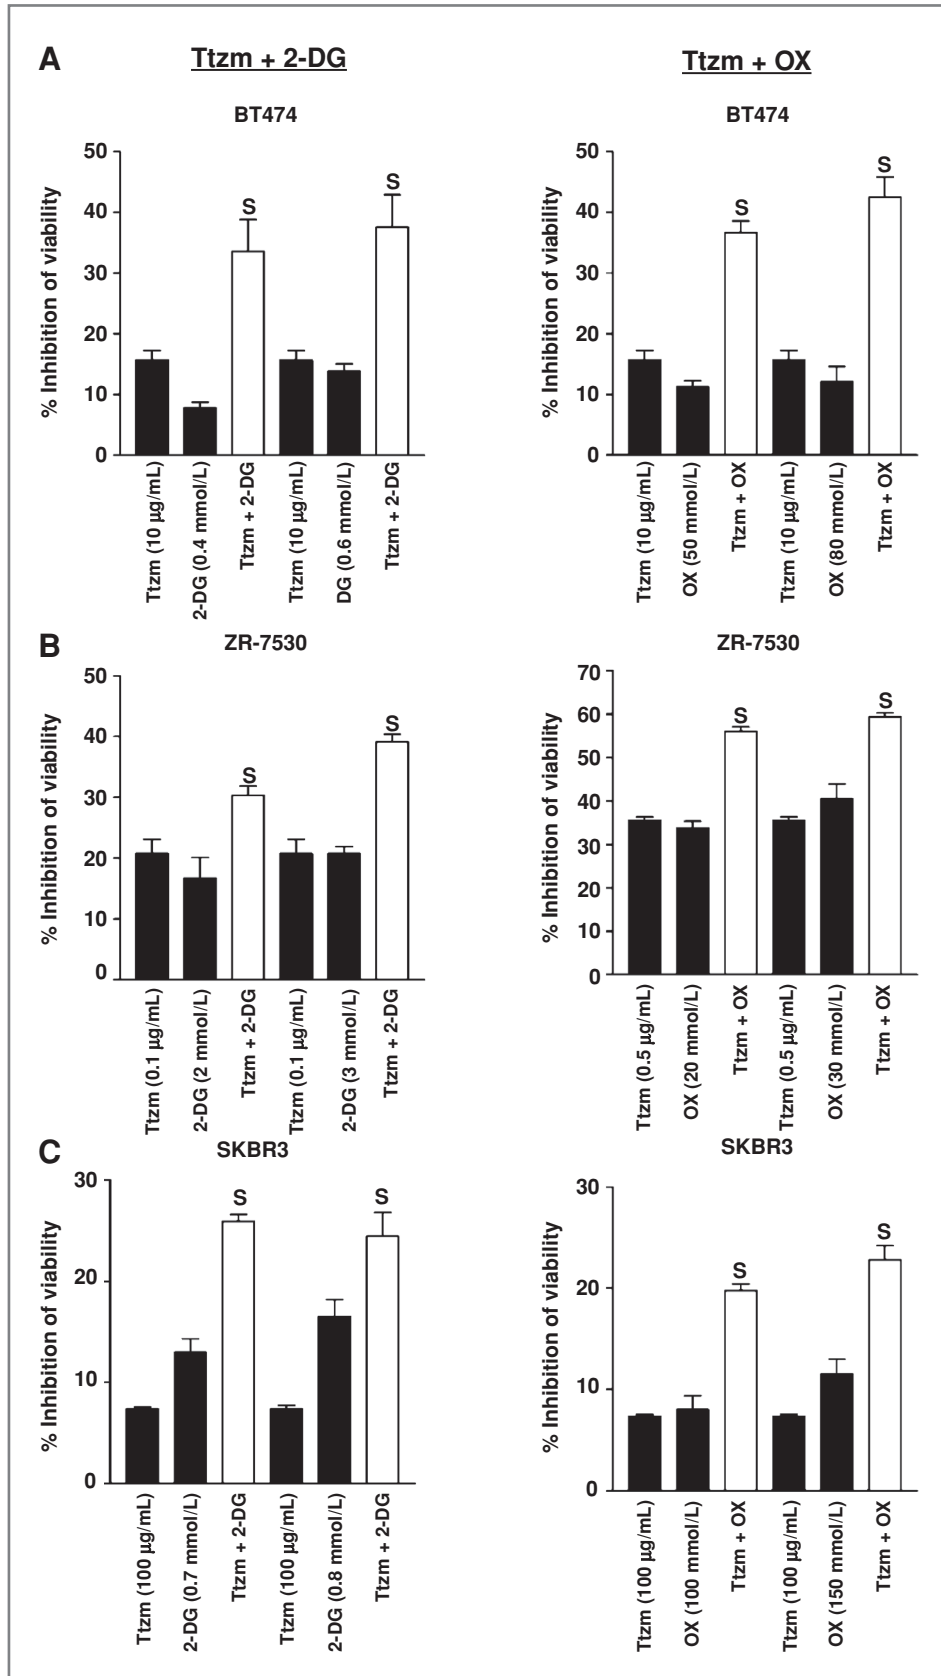 A
Ttzm + 2-DG
Ttzm + OX
BT474
% Inhibition of viability
50
40
30
20
10
0
S
S
Ttzm (10 µg/mL)
2-DG (0.4 mmol/L)
Ttzm + 2-DG
Ttzm (10 µg/mL)
DG (0.6 mmol/L)
Ttzm + 2-DG
BT474
% Inhibition of viability
50
40
30
20
10
0
S
S
Ttzm (10 µg/mL)
OX (50 mmol/L)
Ttzm + OX
Ttzm (10 µg/mL)
OX (80 mmol/L)
Ttzm + OX
B
ZR-7530
% Inhibition of viability
50
40
30
20
10
0
S
S
Ttzm (0.1 µg/mL)
2-DG (2 mmol/L)
Ttzm + 2-DG
Ttzm (0.1 µg/mL)
2-DG (3 mmol/L)
Ttzm + 2-DG
ZR-7530
% Inhibition of viability
70
60
50
40
30
20
10
0
S
S
Ttzm (0.5 µg/mL)
OX (20 mmol/L)
Ttzm + OX
Ttzm (0.5 µg/mL)
OX (30 mmol/L)
Ttzm + OX
C
SKBR3
% Inhibition of viability
30
20
10
0
S
S
Ttzm (100 µg/mL)
2-DG (0.7 mmol/L)
Ttzm + 2-DG
Ttzm (100 µg/mL)
2-DG (0.8 mmol/L)
Ttzm + 2-DG
SKBR3
% Inhibition of viability
30
20
10
0
S
S
Ttzm (100 µg/mL)
OX (100 mmol/L)
Ttzm + OX
Ttzm (100 µg/mL)
OX (150 mmol/L)
Ttzm + OX